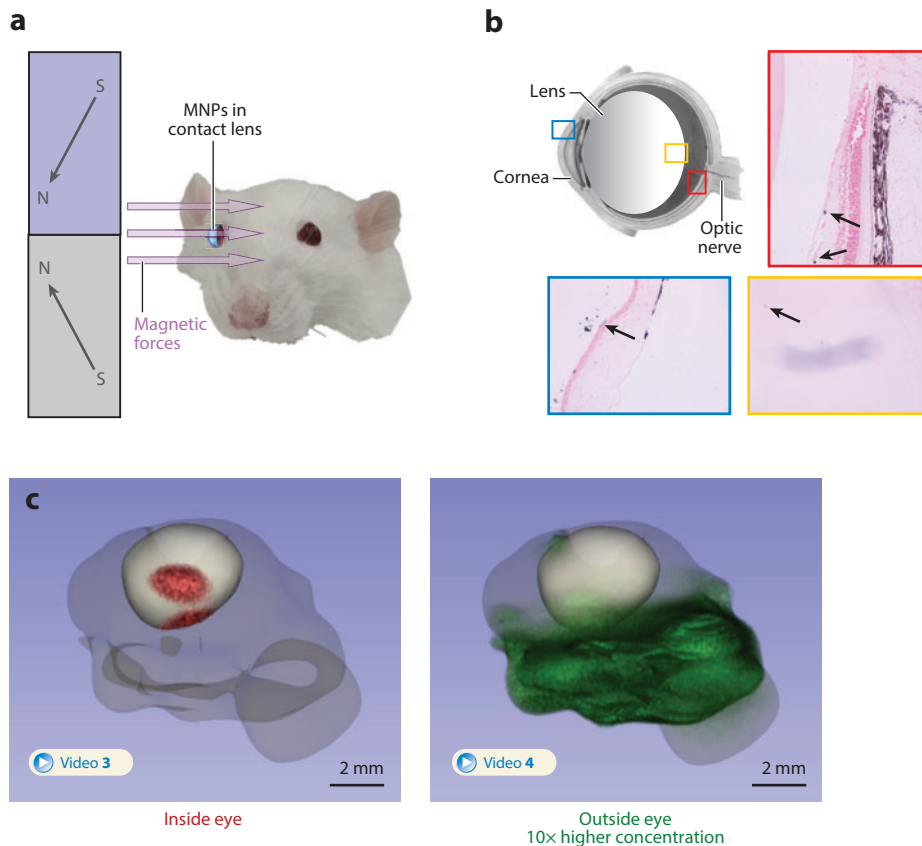 a
S
N
N
S
MNPs in
contact lens
Magnetic
forces
b
Lens
Cornea
Optic
nerve
c
Video 3
2 mm
Inside eye
Video 4
2 mm
Outside eye
10× higher concentration